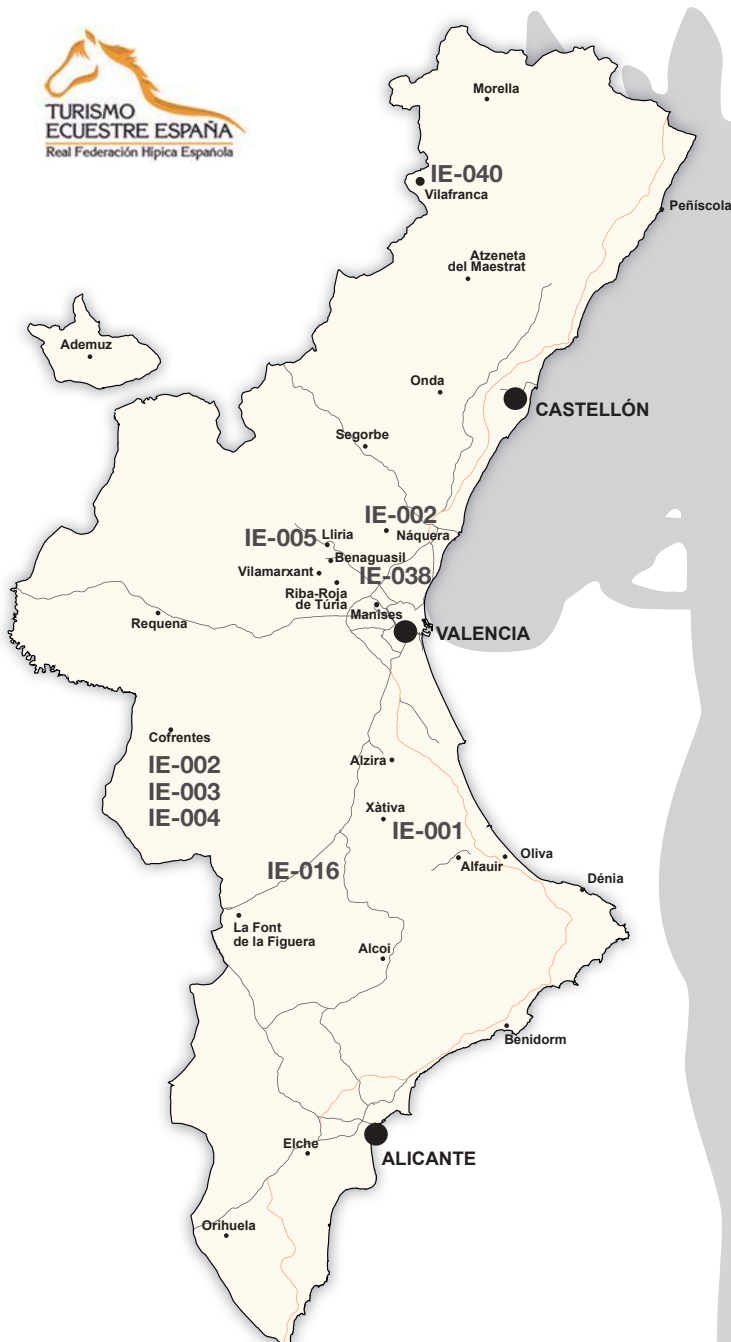 TURISMO
ECUESTRE ESPAÑA
Real Federación Hípica Española
Morella
IE-040
Vilafranca
Peñíscola
Atzeneta
del Maestrat
Ademuz
Onda
CASTELLÓN
Segorbe
IE-002
Náquera
IE-005
Lliria
Benaguasil
Vilamarxant
IE-038
Riba-Roja
de Túria
Manises
Requena
VALENCIA
Cofrentes
IE-002
IE-003
IE-004
Alzira
Xàtiva
IE-001
Oliva
Alfauir
IE-016
Dénia
La Font
de la Figuera
Alcoi
Benidorm
Elche
ALICANTE
Orihuela